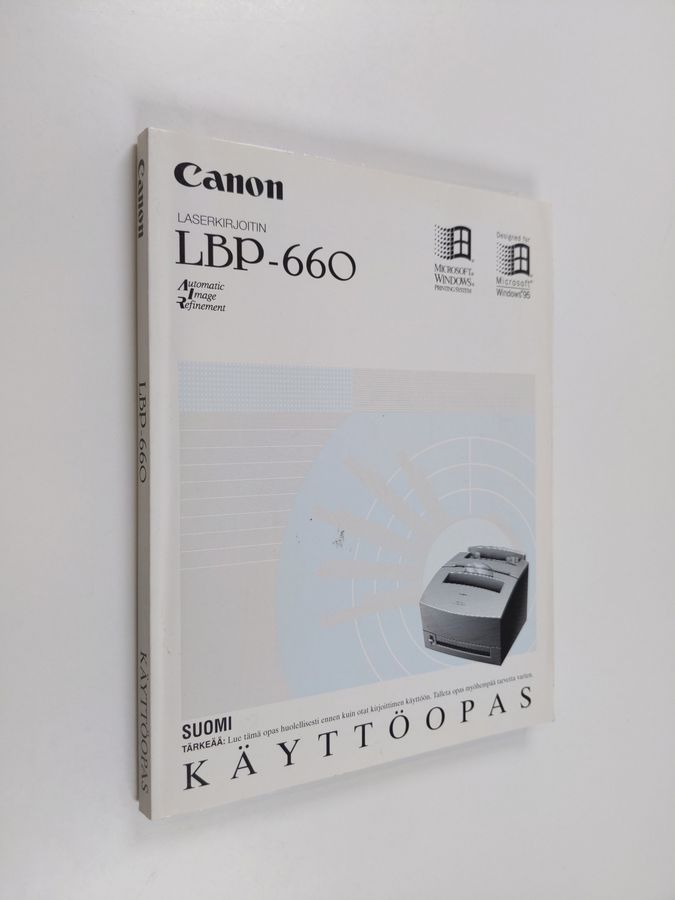 Canon
LASERKIRJOITIN
LBP-660
Automatic
Image
Refinement
MICROSOFT®
WINDOWS®
PRINTING SYSTEM
Designed for
Microsoft®
Windows®95
SUOMI
TÄRKEÄÄ: Lue tämä opas huolellisesti ennen kuin otat kirjoittimen käyttöön. Talleta opas myöhempää tarvetta varten.
KÄYTTÖOPAS
Canon
LBP-660
KÄYTTÖOPAS